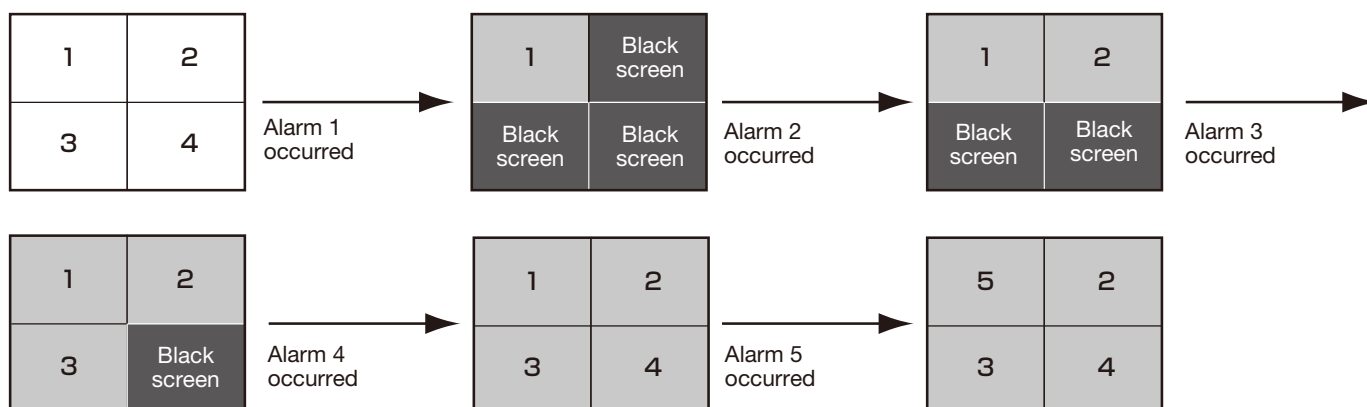 1
2
3
4
Alarm 1
occurred
1
Black
screen
Black
screen
Black
screen
Alarm 2
occurred
1
2
Black
screen
Black
screen
Alarm 3
occurred
1
2
3
Black
screen
Alarm 4
occurred
1
2
3
4
Alarm 5
occurred
5
2
3
4